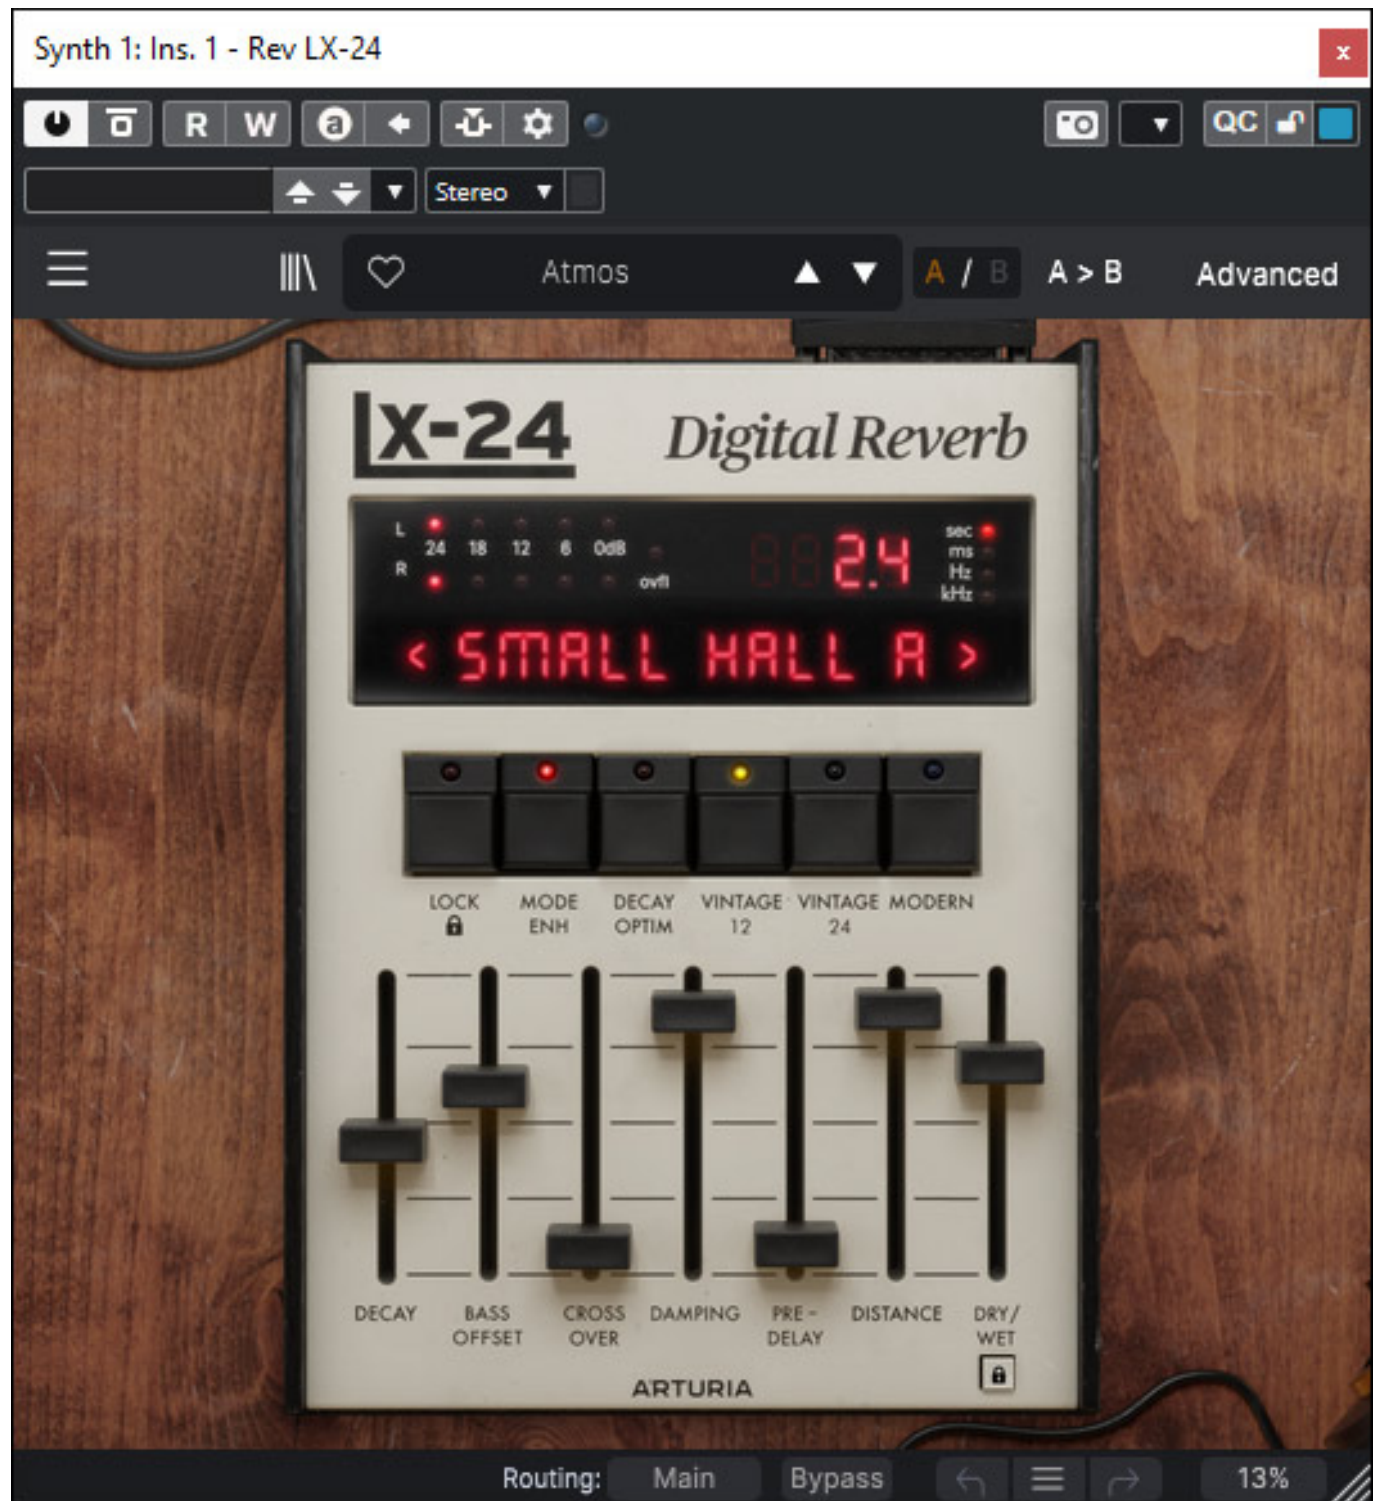 Synth 1: Ins. 1 - Rev LX-24
x
R W a QC
Stereo
Atmos A / B A > B Advanced
LX-24 Digital Reverb
L
24 18 12 6 0dB
R
ovfl
2.4
sec
ms
Hz
kHz
< SMALL HALL A >
LOCK
MODE
ENH
DECAY
OPTIM
VINTAGE
12
VINTAGE
24
MODERN
DECAY
BASS
OFFSET
CROSS
OVER
DAMPING
PRE-
DELAY
DISTANCE
DRY/
WET
ARTURIA
Routing: Main Bypass 13%